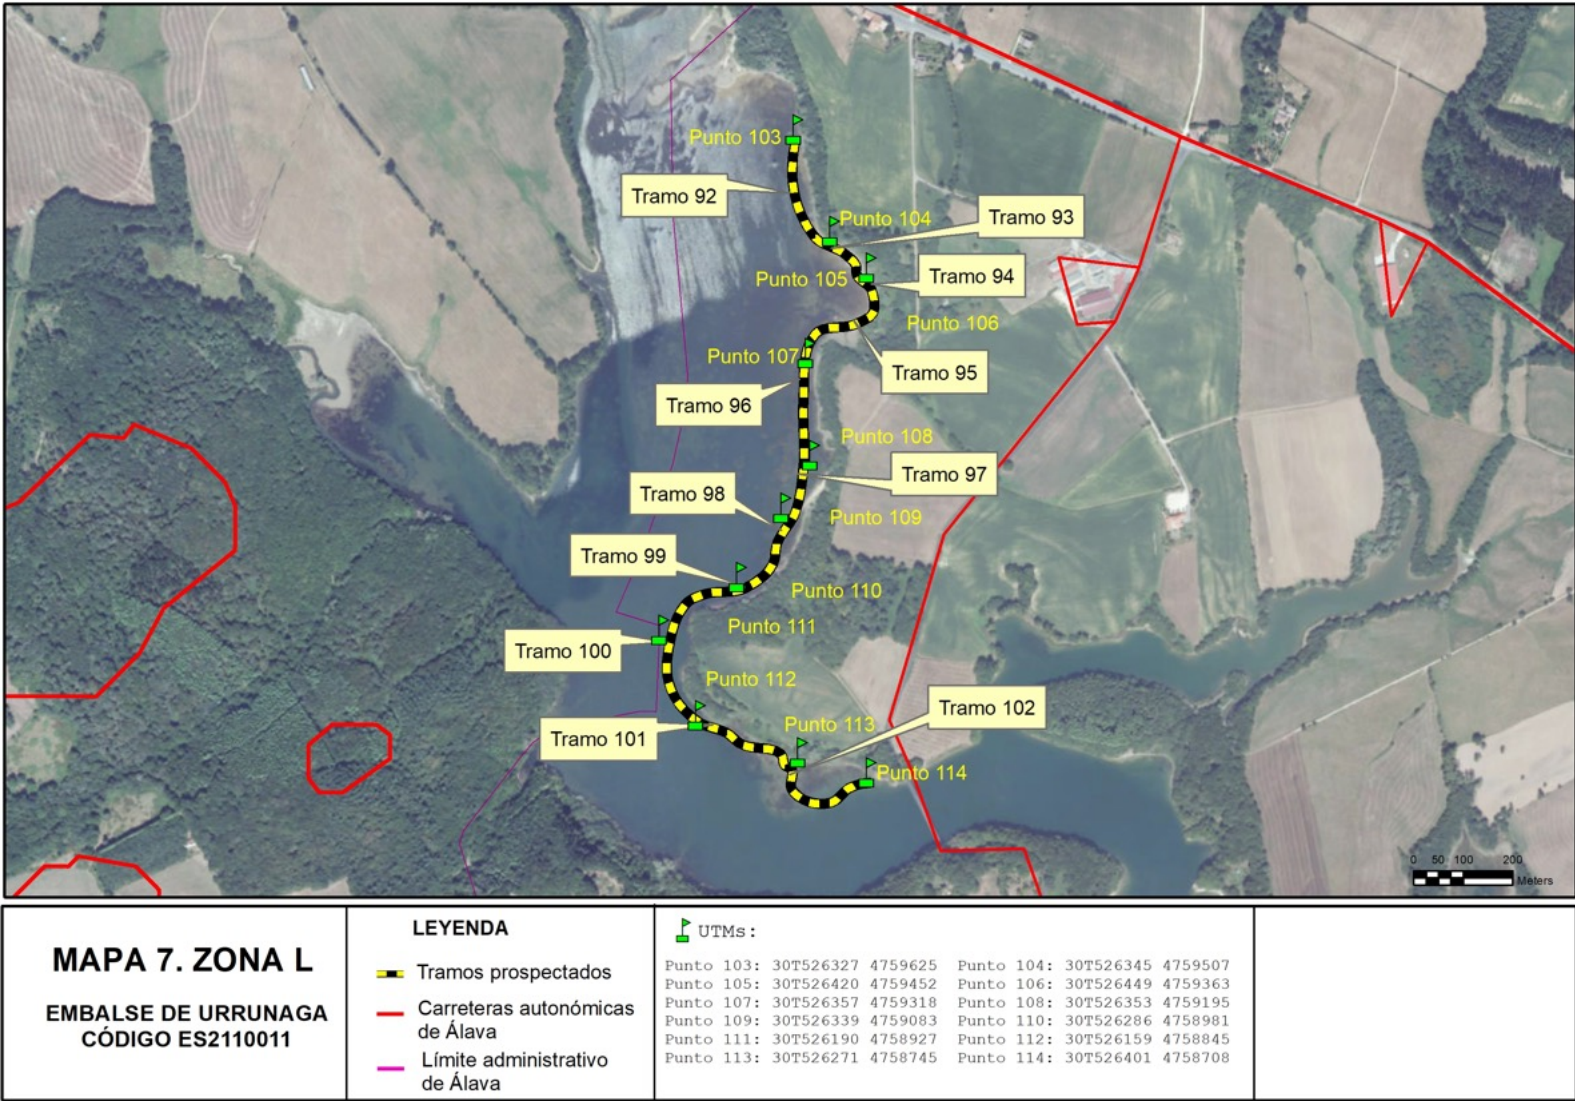 Punto 103
Tramo 92
Punto 104
Tramo 93
Punto 105
Tramo 94
Punto 106
Punto 107
Tramo 95
Tramo 96
Punto 108
Tramo 97
Tramo 98
Punto 109
Tramo 99
Punto 110
Punto 111
Tramo 100
Punto 112
Tramo 102
Punto 113
Tramo 101
Punto 114
0 50 100 200
Meters
MAPA 7. ZONA L
EMBALSE DE URRUNAGA
CÓDIGO ES2110011
LEYENDA
Tramos prospectados
Carreteras autonómicas
de Álava
Límite administrativo
de Álava
UTMs:
Punto 103: 30T526327 4759625 Punto 104: 30T526345 4759507
Punto 105: 30T526420 4759452 Punto 106: 30T526449 4759363
Punto 107: 30T526357 4759318 Punto 108: 30T526353 4759195
Punto 109: 30T526339 4759083 Punto 110: 30T526286 4758981
Punto 111: 30T526190 4758927 Punto 112: 30T526159 4758845
Punto 113: 30T526271 4758745 Punto 114: 30T526401 4758708